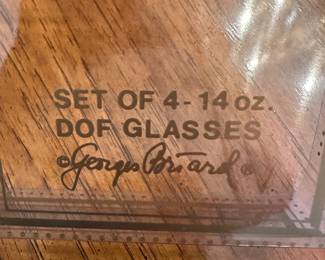 SET OF 4-14 oz.
DOF GLASSES
©Georges Briard®